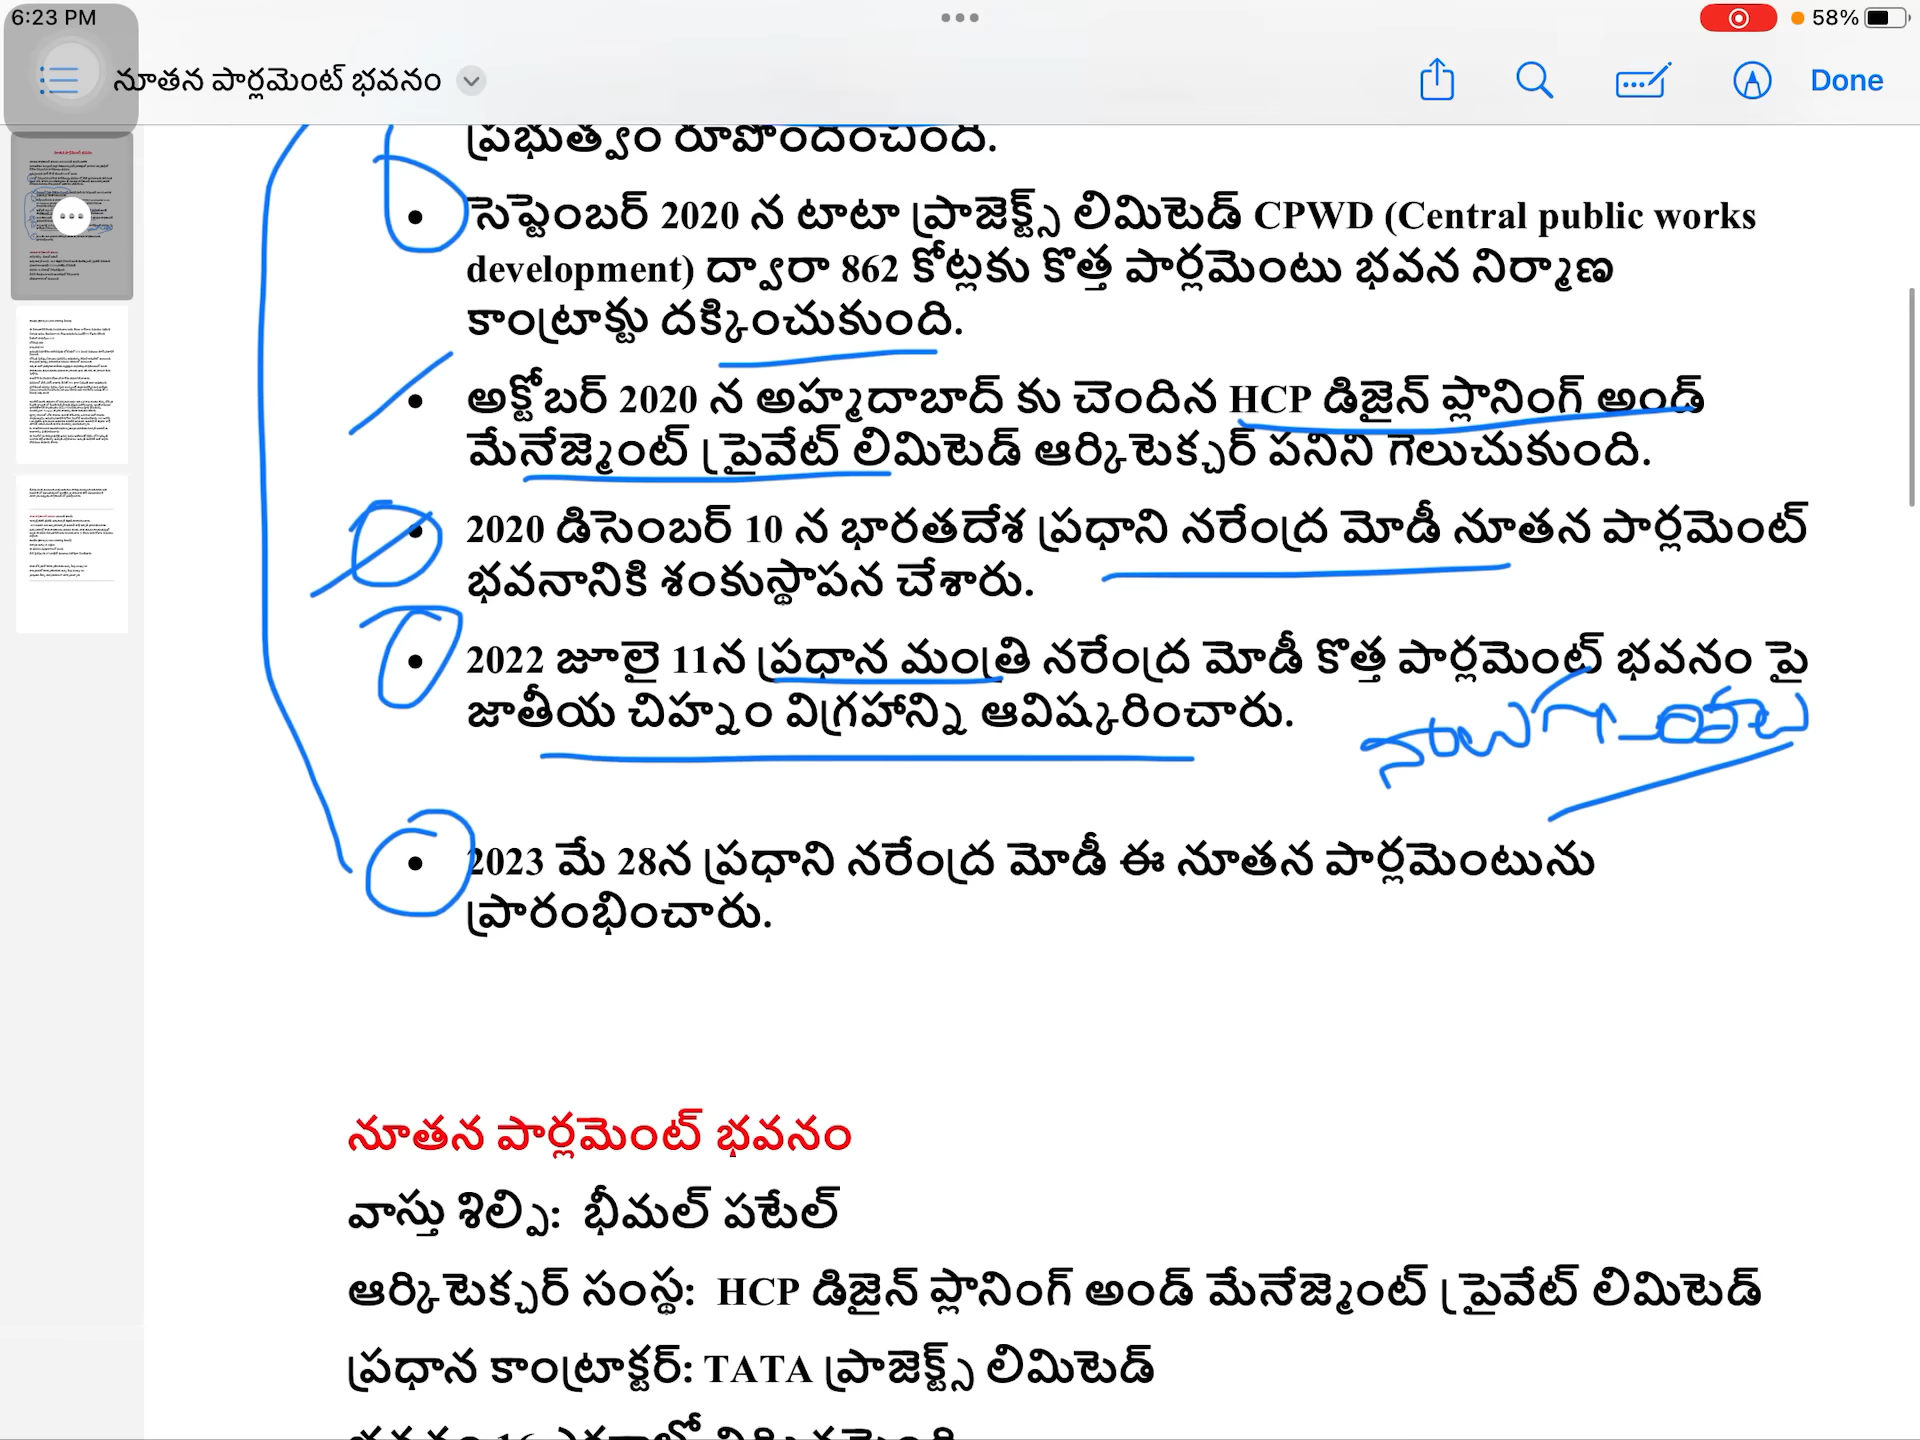 6:23 PM
58%
నూతన పార్లమెంట్ భవనం
Done
ప్రభుత్వం రూపొందించింది.
• సెప్టెంబర్ 2020 న టాటా ప్రాజెక్ట్స్ లిమిటెడ్ CPWD (Central public works
development) ద్వారా 862 కోట్లకు కొత్త పార్లమెంటు భవన నిర్మాణ
కాంట్రాక్టు దక్కించుకుంది.
• అక్టోబర్ 2020 న అహ్మదాబాద్ కు చెందిన HCP డిజైన్ ప్లానింగ్ అండ్
మేనేజ్మెంట్ ప్రైవేట్ లిమిటెడ్ ఆర్కిటెక్చర్ పనిని గెలుచుకుంది.
• 2020 డిసెంబర్ 10 న భారతదేశ ప్రధాని నరేంద్ర మోడీ నూతన పార్లమెంట్
భవనానికి శంకుస్థాపన చేశారు.
• 2022 జూలై 11న ప్రధాన మంత్రి నరేంద్ర మోడీ కొత్త పార్లమెంట్ భవనం పై
జాతీయ చిహ్నం విగ్రహాన్ని ఆవిష్కరించారు.
• 2023 మే 28న ప్రధాని నరేంద్ర మోడీ ఈ నూతన పార్లమెంటును
ప్రారంభించారు.
నూతన పార్లమెంట్ భవనం
వాస్తు శిల్పి: భీమల్ పటేల్
ఆర్కిటెక్చర్ సంస్థ: HCP డిజైన్ ప్లానింగ్ అండ్ మేనేజ్మెంట్ ప్రైవేట్ లిమిటెడ్
ప్రధాన కాంట్రాక్టర్: TATA ప్రాజెక్ట్స్ లిమిటెడ్